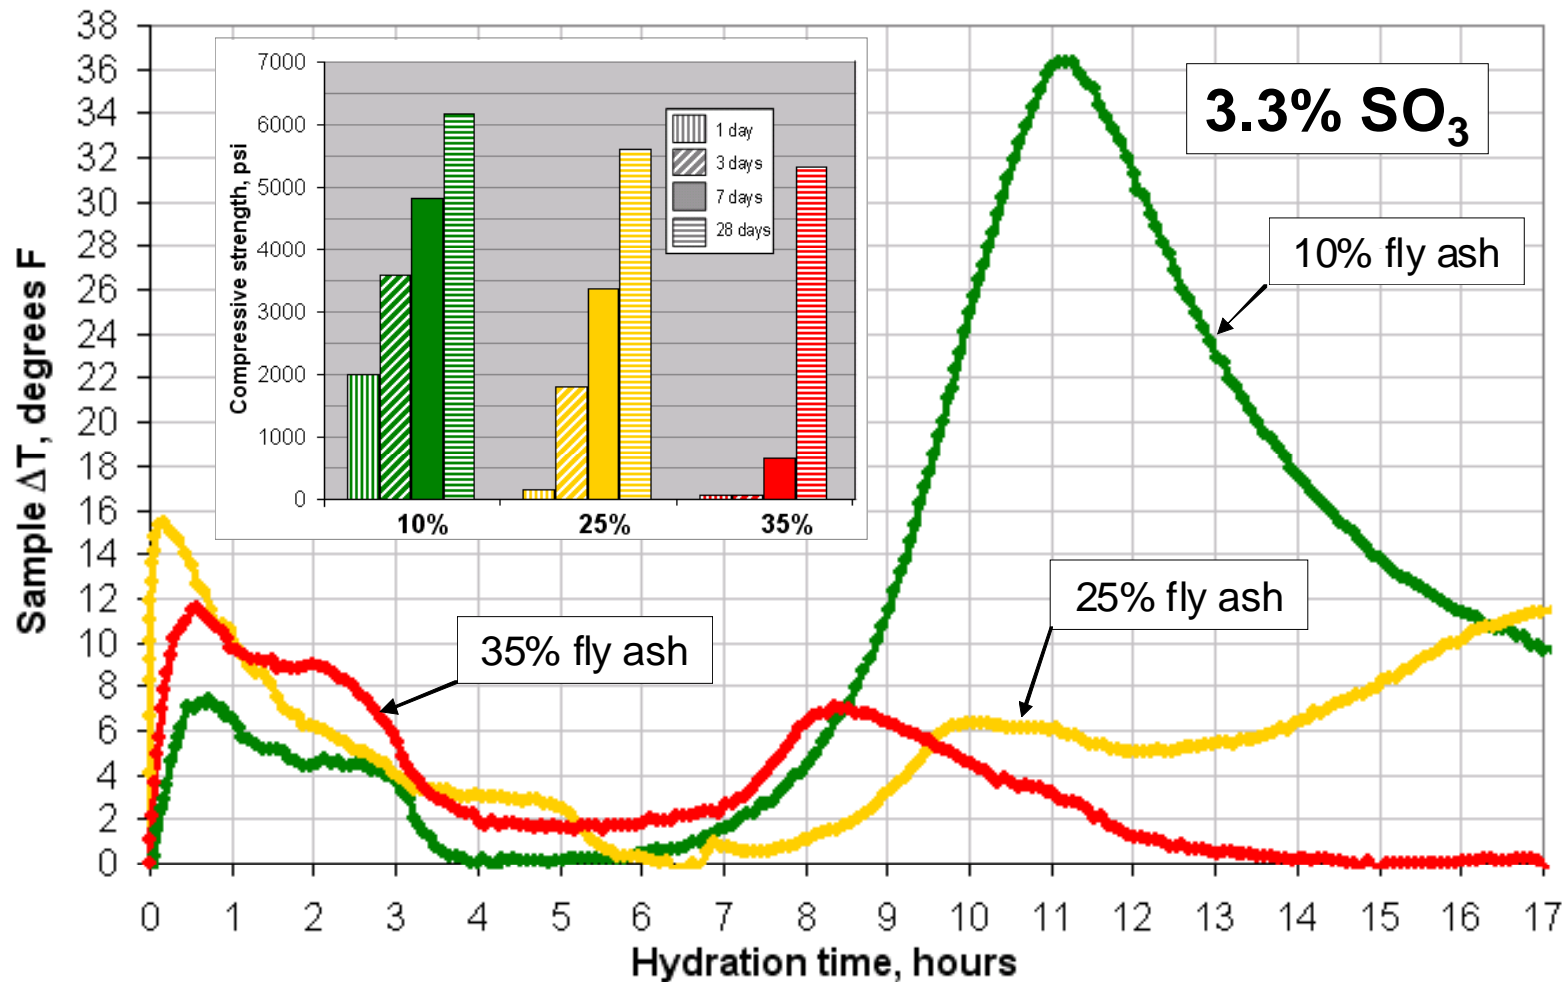 38
36
34
32
30
28
26
24
22
20
18
16
14
12
10
8
6
4
2
0
Sample ΔT, degrees F
0 1 2 3 4 5 6 7 8 9 10 11 12 13 14 15 16 17
Hydration time, hours
7000
6000
5000
4000
3000
2000
1000
0
Compressive strength, psi
1 day
3 days
7 days
28 days
10% 25% 35%
3.3% SO₃
10% fly ash
25% fly ash
35% fly ash